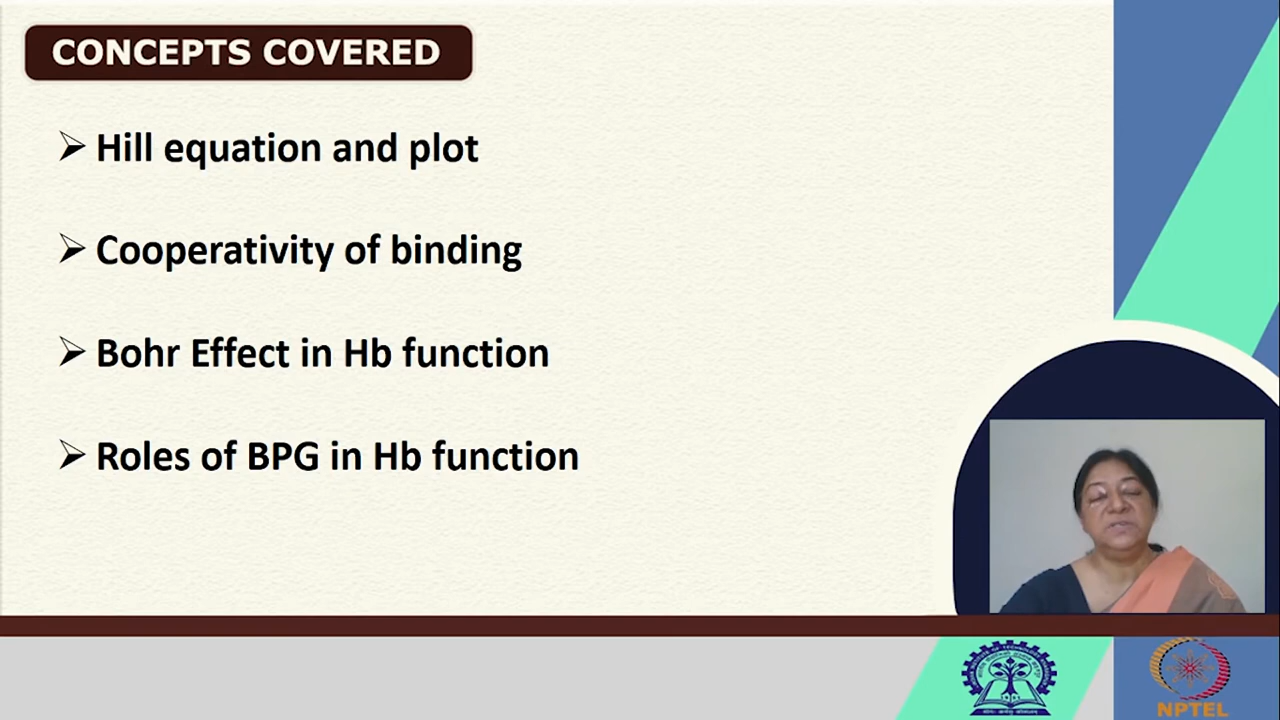 CONCEPTS COVERED
➢ Hill equation and plot
➢ Cooperativity of binding
➢ Bohr Effect in Hb function
➢ Roles of BPG in Hb function
NPTEL